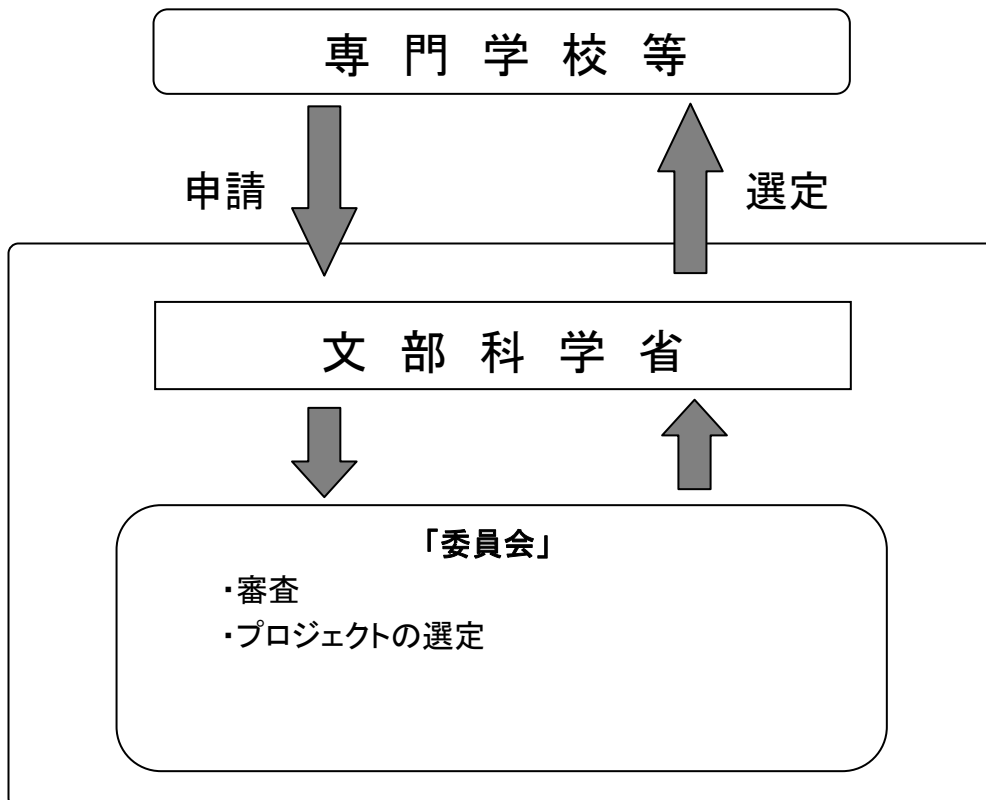 専門学校等
申請
選定
文部科学省
「委員会」
・審査
・プロジェクトの選定